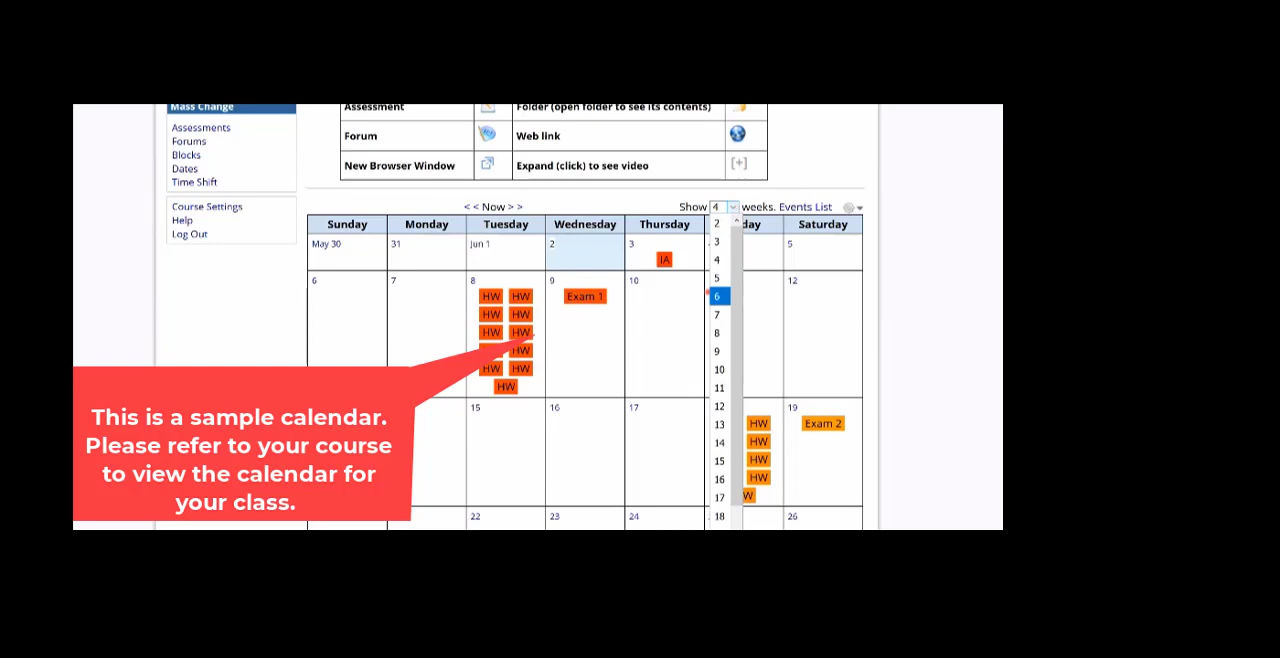 Mass Change
Assessments
Forums
Blocks
Dates
Time Shift
Course Settings
Help
Log Out
Assessment Folder (open folder to see its contents)
Forum Web link
New Browser Window Expand (click) to see video [+]
< < Now > > Show 4 weeks. Events List
Sunday Monday Tuesday Wednesday Thursday day Saturday
May 30 31 Jun 1 2 3 5
IA
6 7 8 9 10 12
HW HW Exam 1
HW HW
HW HW
HW
HW HW
HW
15 16 17 19
HW Exam 2
HW
HW
HW
W
22 23 24 26
2
3
4
5
6
7
8
9
10
11
12
13
14
15
16
17
18
This is a sample calendar.
Please refer to your course
to view the calendar for
your class.